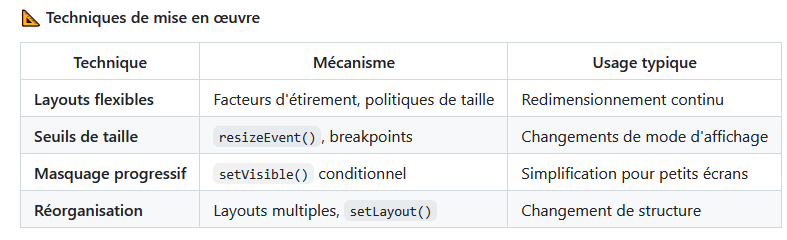 📐 Techniques de mise en œuvre
Technique Mécanisme Usage typique
Layouts flexibles Facteurs d'étirement, politiques de taille Redimensionnement continu
Seuils de taille resizeEvent(), breakpoints Changements de mode d'affichage
Masquage progressif setVisible() conditionnel Simplification pour petits écrans
Réorganisation Layouts multiples, setLayout() Changement de structure